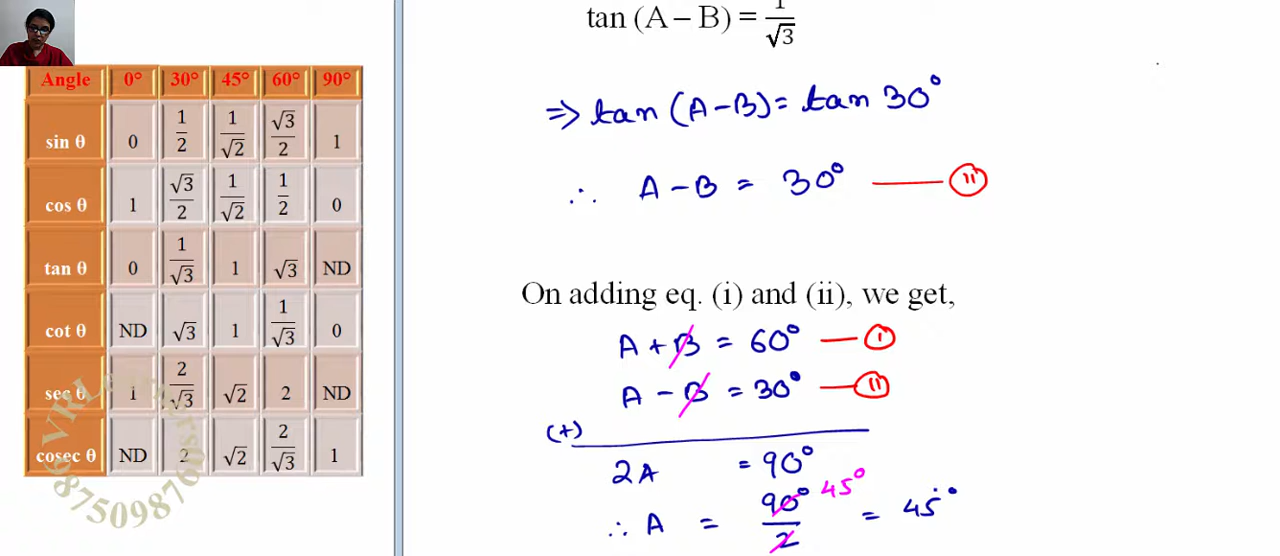 Angle 0° 30° 45° 60° 90°
sin θ 0 1/2 1/√2 √3/2 1
cos θ 1 √3/2 1/√2 1/2 0
tan θ 0 1/√3 1 √3 ND
cot θ ND √3 1 1/√3 0
sec θ 1 2/√3 √2 2 ND
cosec θ ND 2 √2 2/√3 1
9875098760
tan (A – B) = 1/√3
⇒ tan (A – B) = tan 30°
∴ A – B = 30° — (ii)
On adding eq. (i) and (ii), we get,
A + B = 60° — (i)
A – B = 30° — (ii)
(+)
2A = 90°
∴ A = 90°/2 45° = 45°